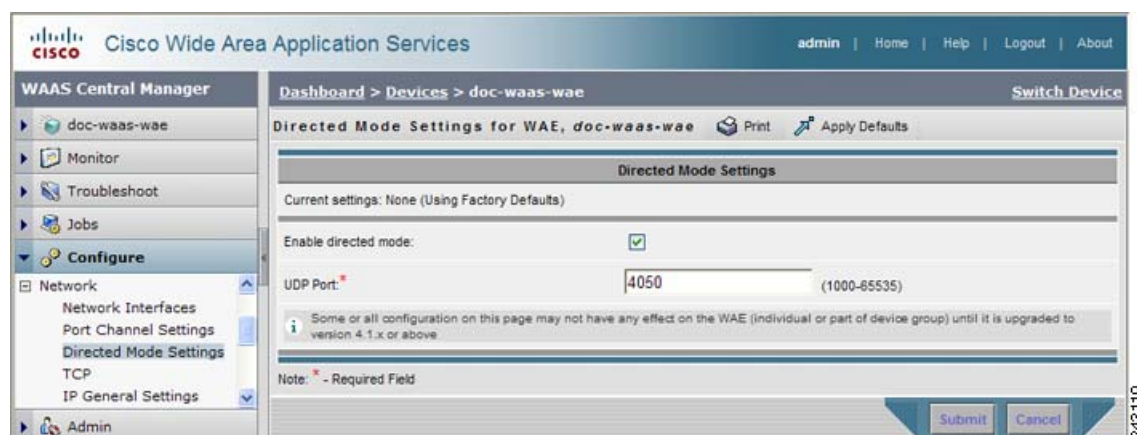 CISCO Cisco Wide Area Application Services admin | Home | Help | Logout | About
WAAS Central Manager
Dashboard > Devices > doc-waas-wae Switch Device
doc-waas-wae
Monitor
Troubleshoot
Jobs
Configure
Network
Network Interfaces
Port Channel Settings
Directed Mode Settings
TCP
IP General Settings
Admin
Directed Mode Settings for WAE, doc-waas-wae Print Apply Defaults
Directed Mode Settings
Current settings: None (Using Factory Defaults)
Enable directed mode:
UDP Port:* 4050 (1000-65535)
Some or all configuration on this page may not have any effect on the WAE (individual or part of device group) until it is upgraded to
version 4.1.x or above
Note: * - Required Field
Submit Cancel
243110